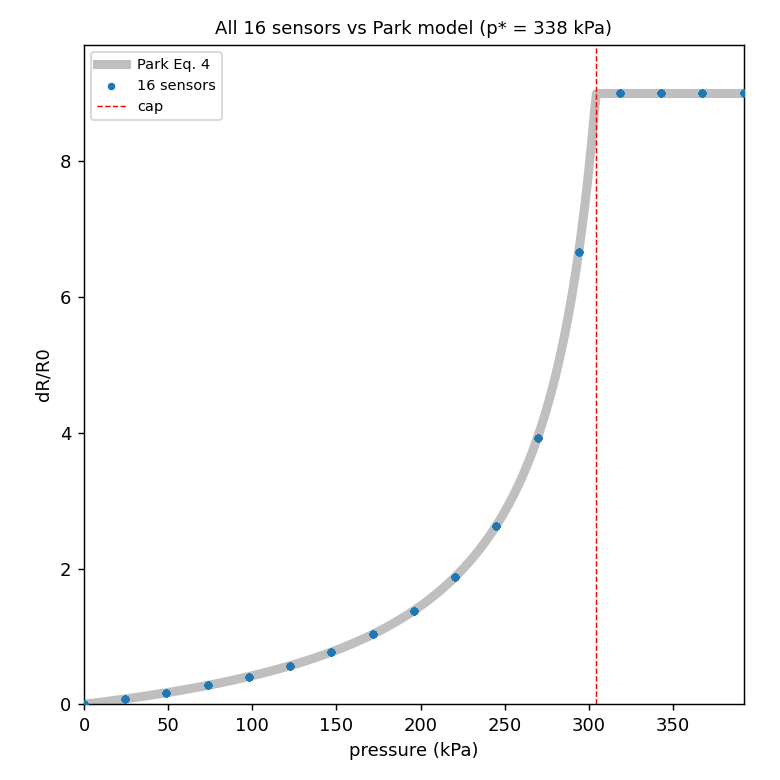 All 16 sensors vs Park model (p* = 338 kPa)
Park Eq. 4
16 sensors
cap
dR/R0
8
6
4
2
0
0 50 100 150 200 250 300 350
pressure (kPa)